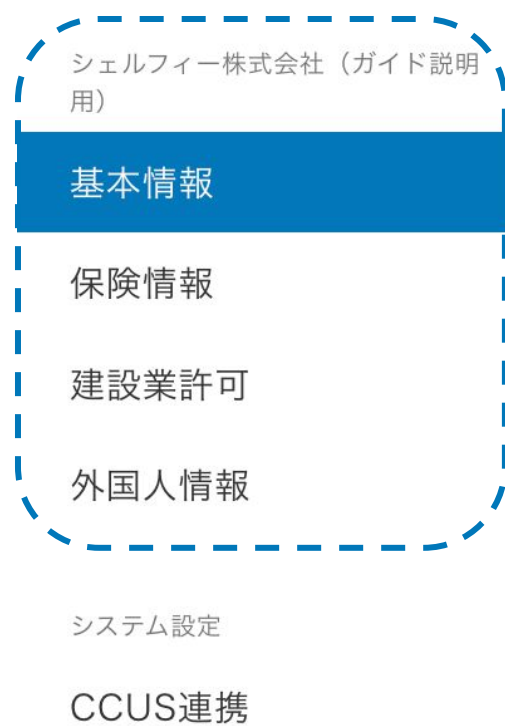 シェルフィー株式会社（ガイド説明
用）
基本情報
保険情報
建設業許可
外国人情報
システム設定
CCUS連携